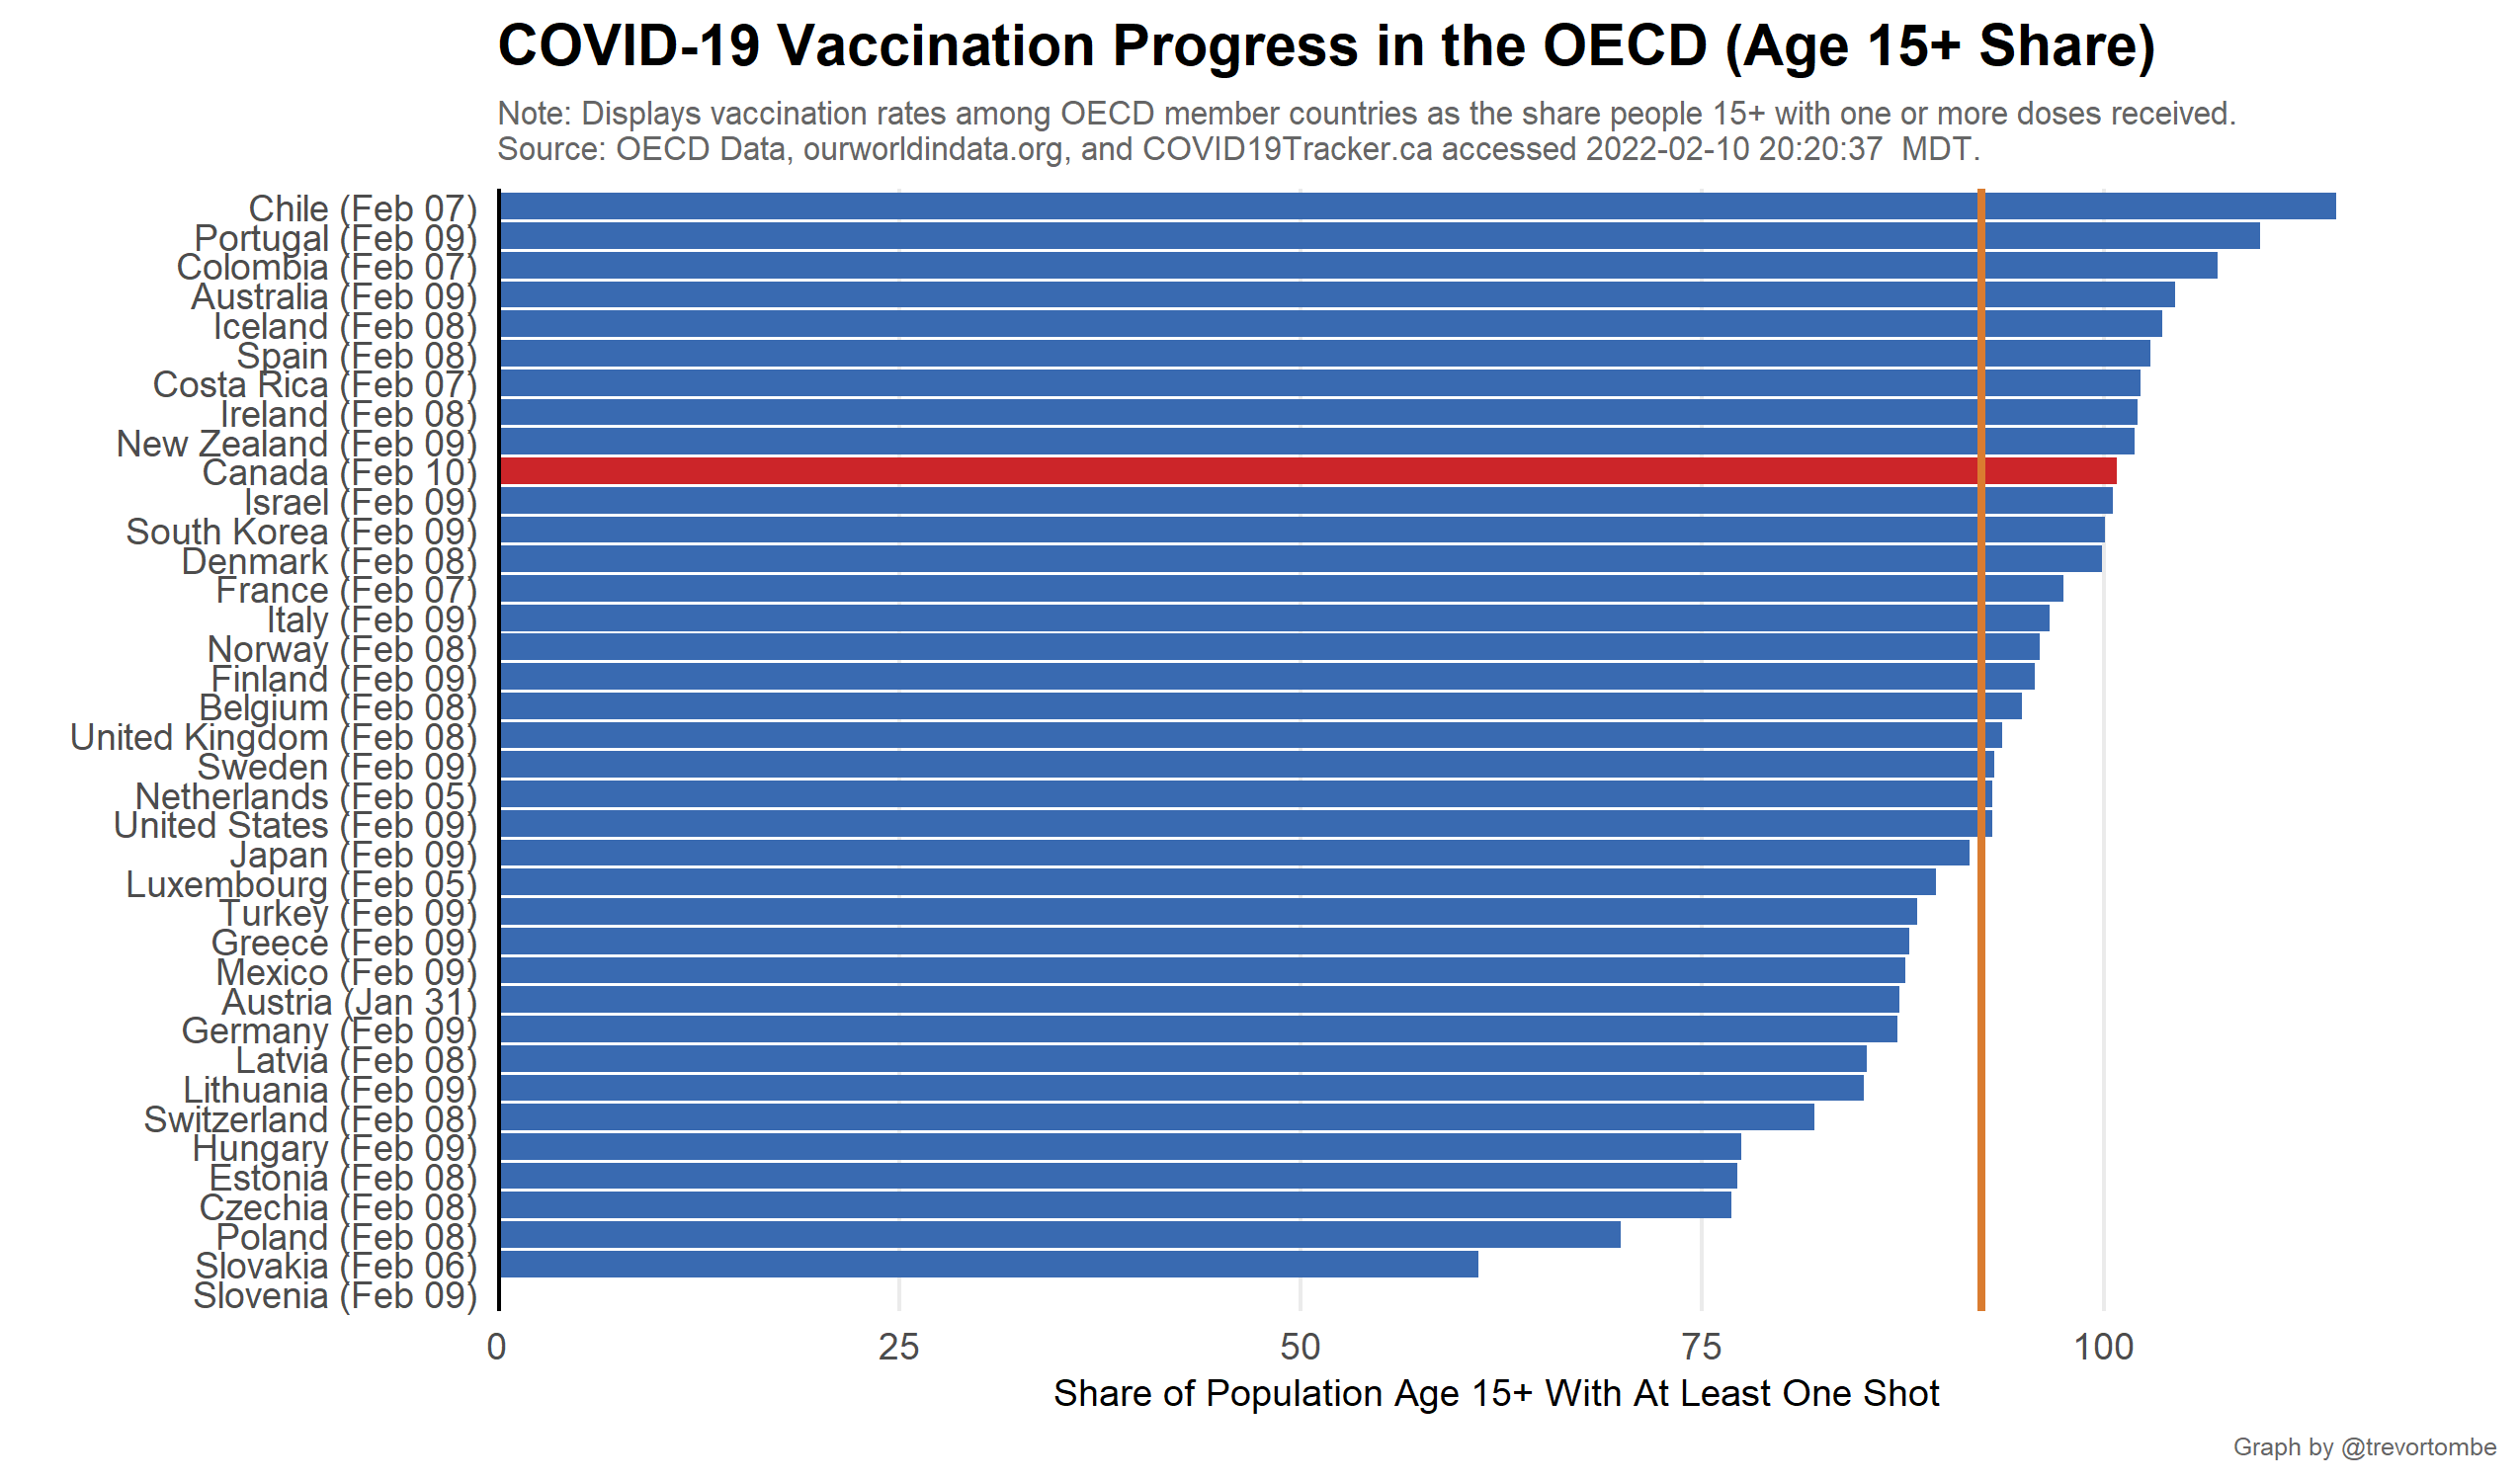 COVID-19 Vaccination Progress in the OECD (Age 15+ Share)
Note: Displays vaccination rates among OECD member countries as the share people 15+ with one or more doses received.
Source: OECD Data, ourworldindata.org, and COVID19Tracker.ca accessed 2022-02-10 20:20:37  MDT.
Chile (Feb 07)
Portugal (Feb 09)
Colombia (Feb 07)
Australia (Feb 09)
Iceland (Feb 08)
Spain (Feb 08)
Costa Rica (Feb 07)
Ireland (Feb 08)
New Zealand (Feb 09)
Canada (Feb 10)
Israel (Feb 09)
South Korea (Feb 09)
Denmark (Feb 08)
France (Feb 07)
Italy (Feb 09)
Norway (Feb 08)
Finland (Feb 09)
Belgium (Feb 08)
United Kingdom (Feb 08)
Sweden (Feb 09)
Netherlands (Feb 05)
United States (Feb 09)
Japan (Feb 09)
Luxembourg (Feb 05)
Turkey (Feb 09)
Greece (Feb 09)
Mexico (Feb 09)
Austria (Jan 31)
Germany (Feb 09)
Latvia (Feb 08)
Lithuania (Feb 09)
Switzerland (Feb 08)
Hungary (Feb 09)
Estonia (Feb 08)
Czechia (Feb 08)
Poland (Feb 08)
Slovakia (Feb 06)
Slovenia (Feb 09)
0 25 50 75 100
Share of Population Age 15+ With At Least One Shot
Graph by @trevortombe